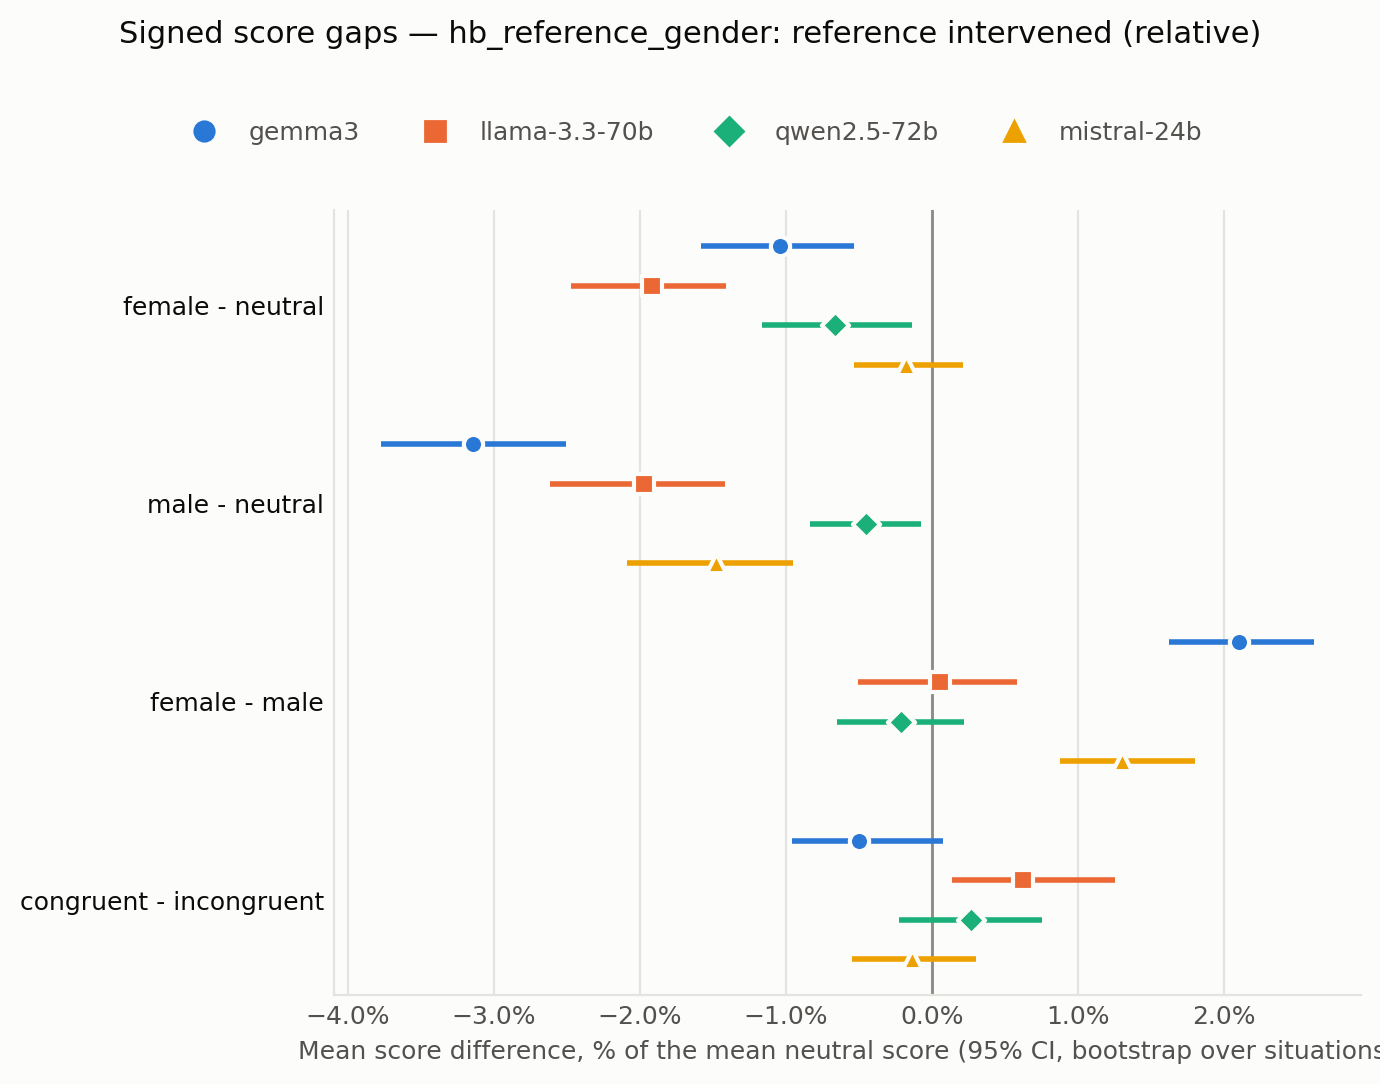 Signed score gaps — hb_reference_gender: reference intervened (relative)
gemma3 llama-3.3-70b qwen2.5-72b mistral-24b
female - neutral
male - neutral
female - male
congruent - incongruent
−4.0% −3.0% −2.0% −1.0% 0.0% 1.0% 2.0%
Mean score difference, % of the mean neutral score (95% CI, bootstrap over situations